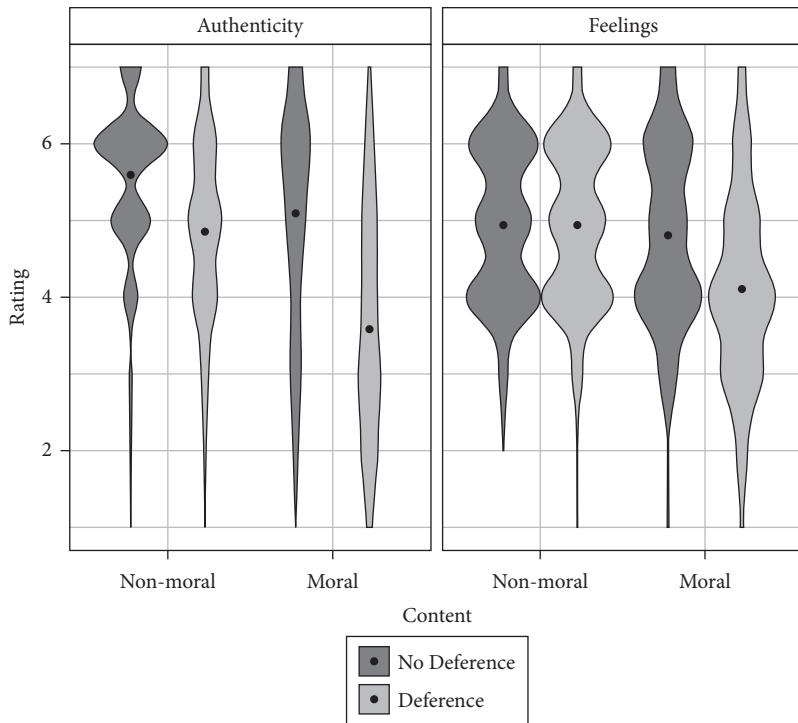 Authenticity
Feelings
Rating
6
4
2
Non-moral
Moral
Non-moral
Moral
Content
No Deference
Deference